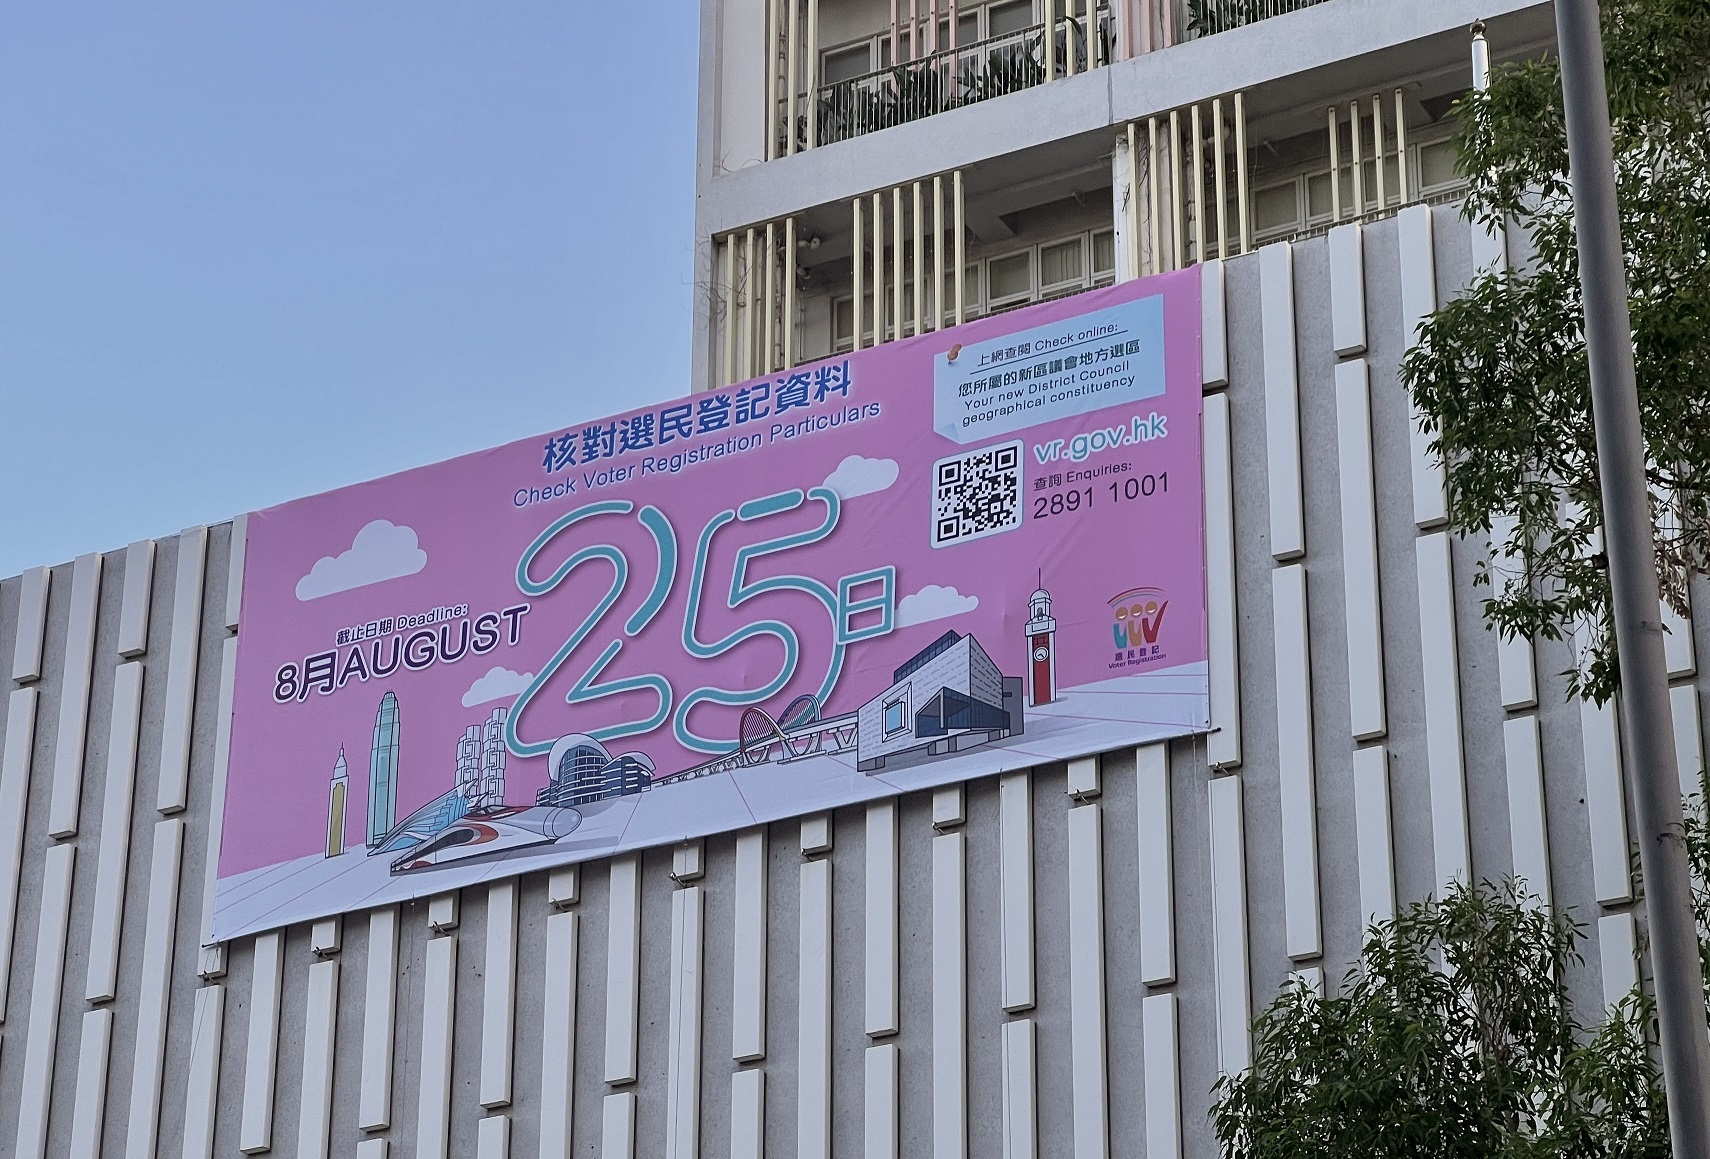 核對選民登記資料
Check Voter Registration Particulars
截止日期 Deadline:
8月AUGUST 25日
上網查閱 Check online:
您所屬的新區議會地方選區
Your new District Council
geographical constituency
vr.gov.hk
查詢 Enquiries:
2891 1001
選民登記
Voter Registration